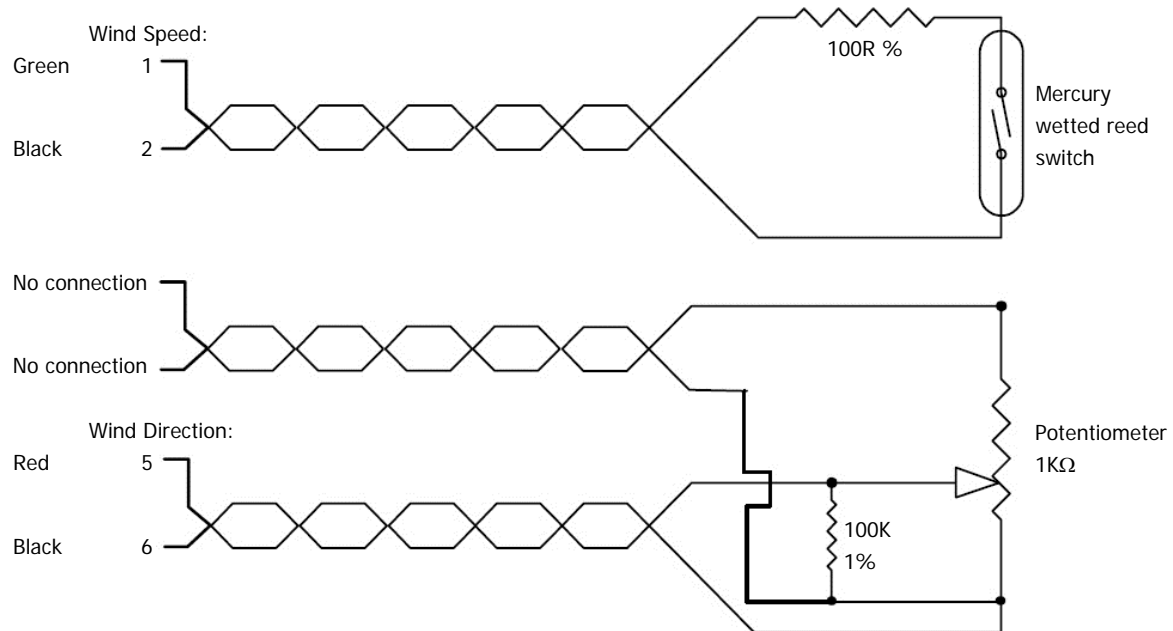 Wind Speed:
Green 1
Black 2
100R %
Mercury
wetted reed
switch
No connection
No connection
Wind Direction:
Red 5
Black 6
Potentiometer
1KΩ
100K
1%